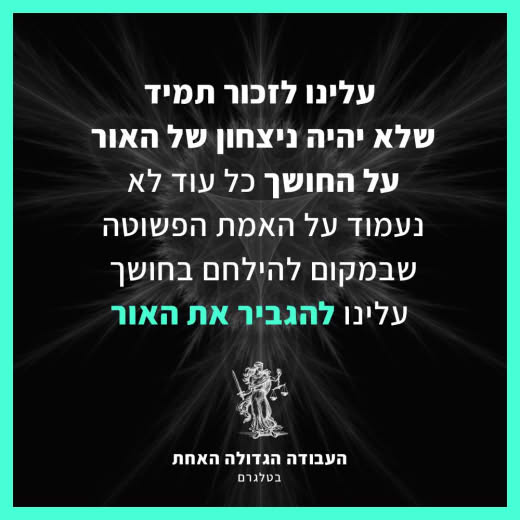 עלינו לזכור תמיד
שלא יהיה ניצחון של האור
על החושך כל עוד לא
נעמוד על האמת הפשוטה
שבמקום להילחם בחושך
עלינו להגביר את האור
העבודה הגדולה האחת
בטלגרם